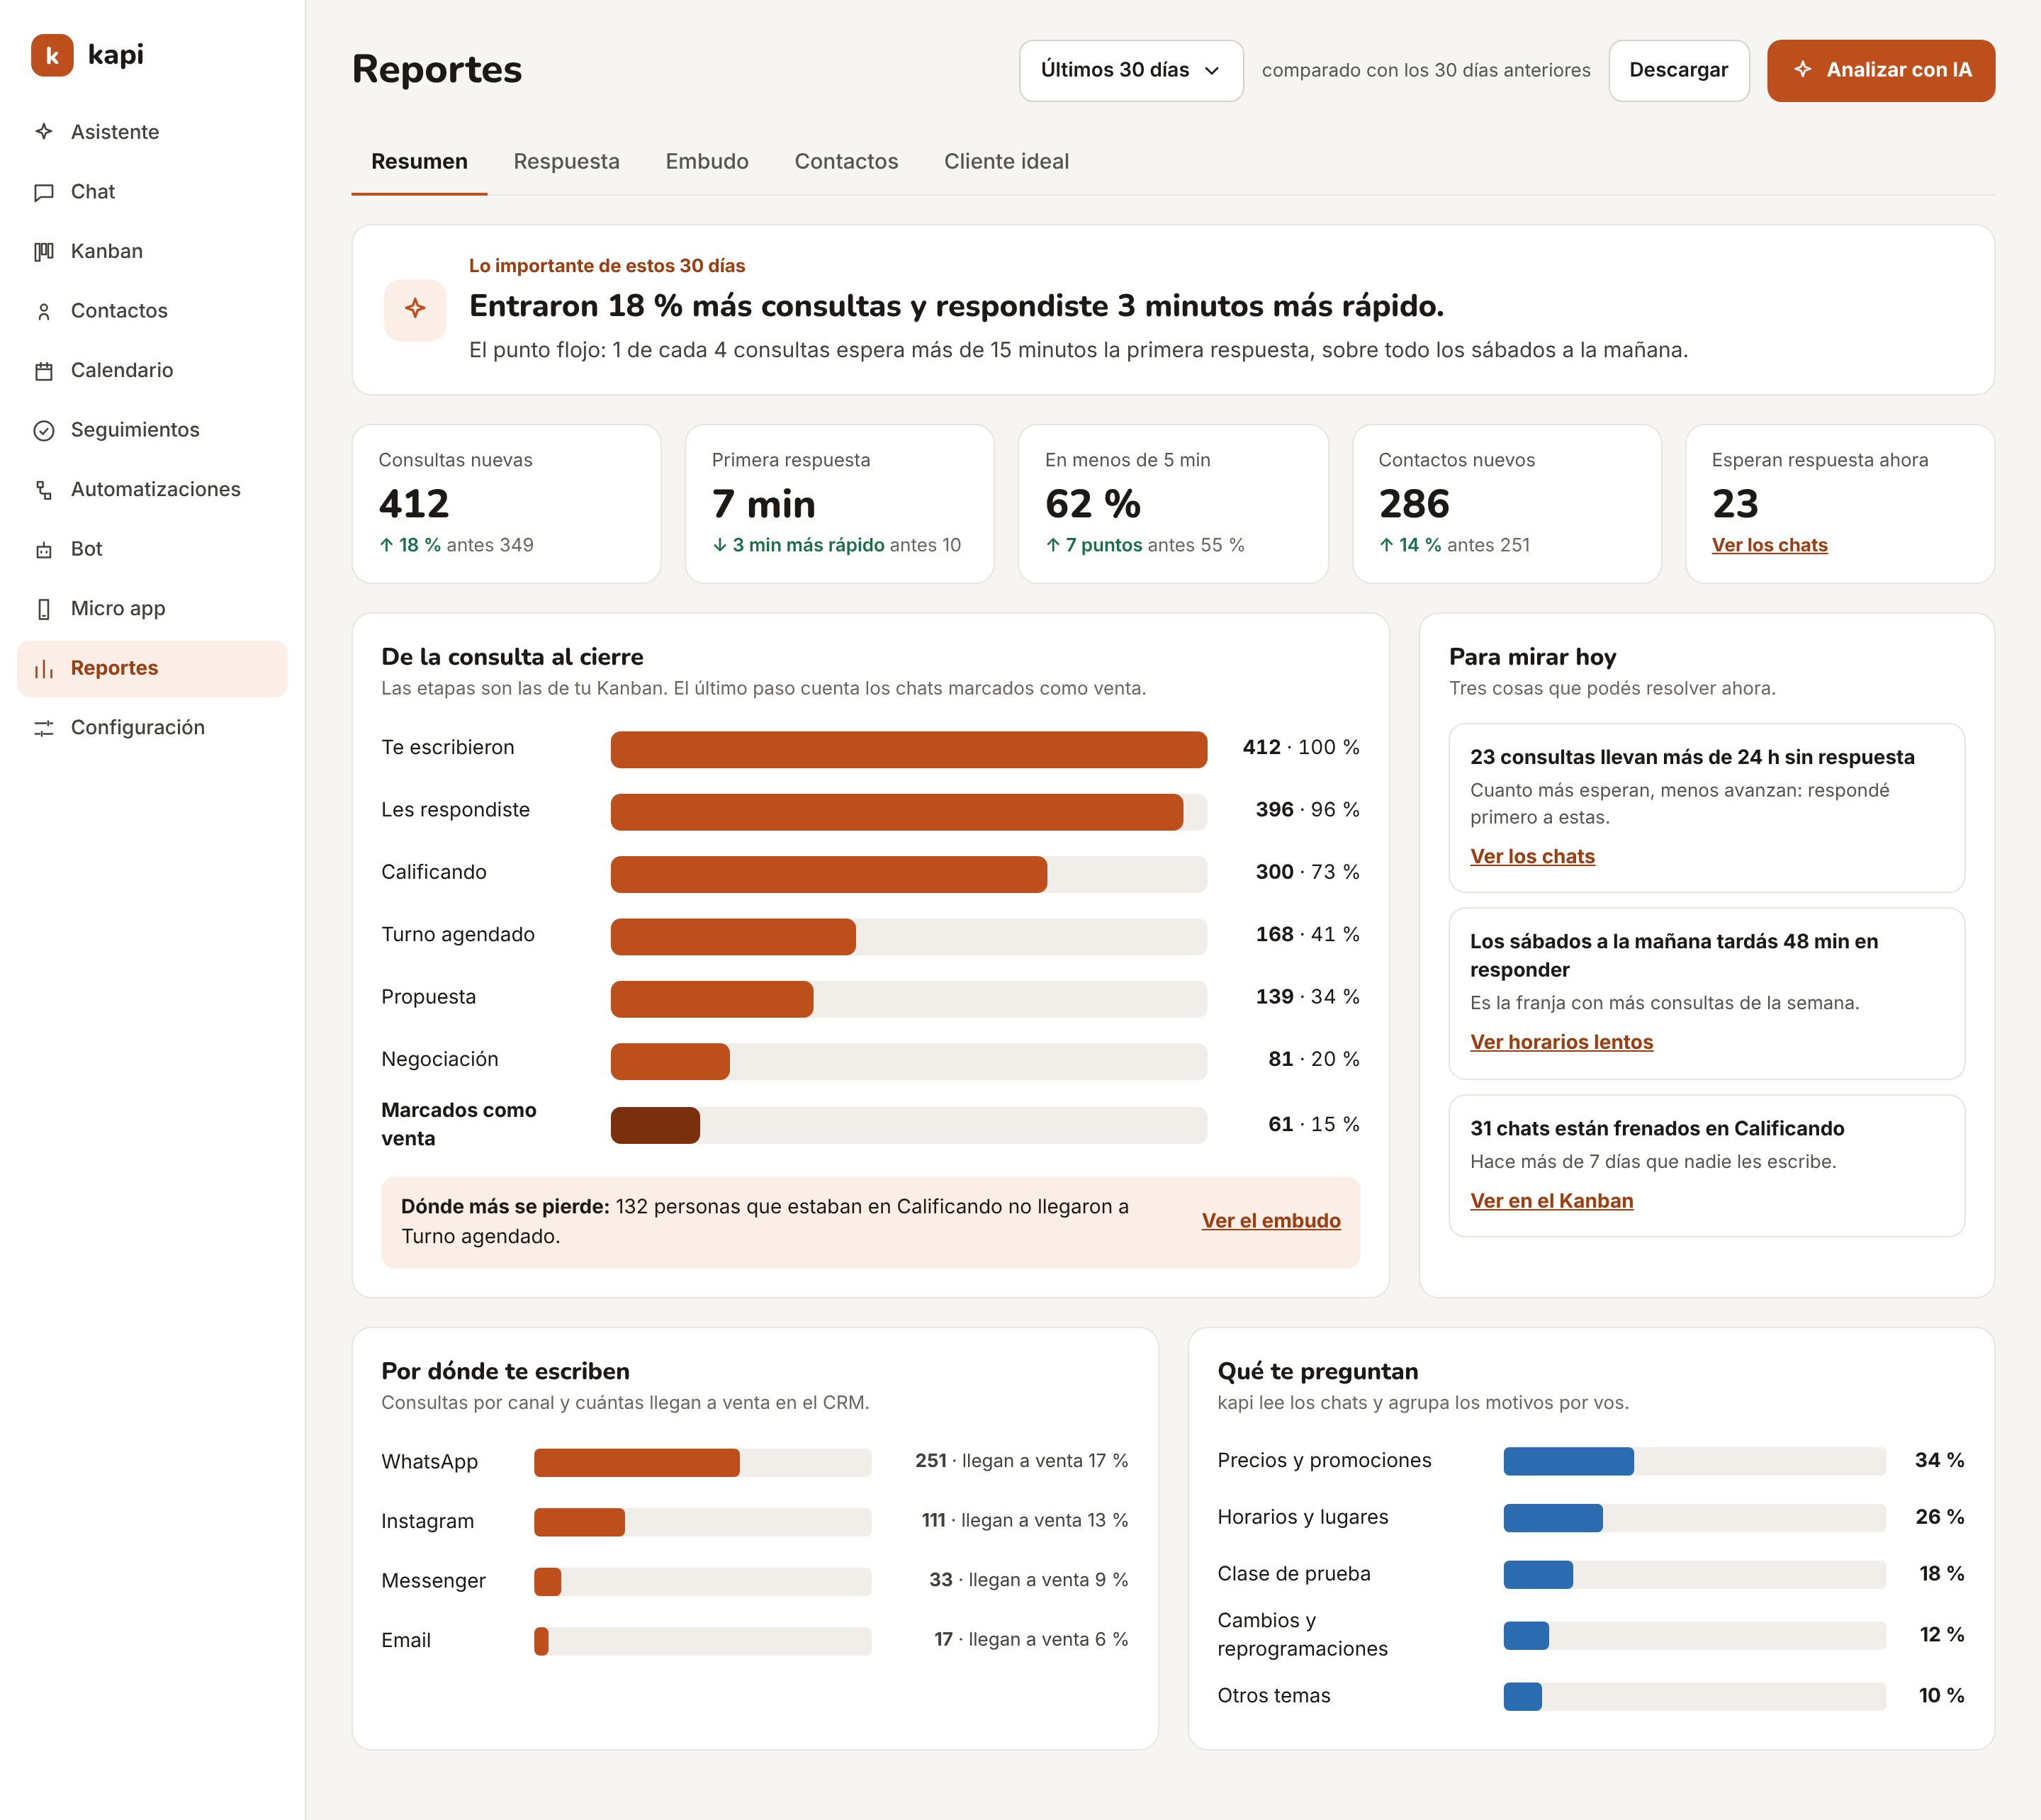 k kapi
Asistente
Chat
Kanban
Contactos
Calendario
Seguimientos
Automatizaciones
Bot
Micro app
Reportes
Configuración
Reportes
Últimos 30 días
comparado con los 30 días anteriores
Descargar
Analizar con IA
Resumen
Respuesta
Embudo
Contactos
Cliente ideal
Lo importante de estos 30 días
Entraron 18 % más consultas y respondiste 3 minutos más rápido.
El punto flojo: 1 de cada 4 consultas espera más de 15 minutos la primera respuesta, sobre todo los sábados a la mañana.
Consultas nuevas
412
↑ 18 % antes 349
Primera respuesta
7 min
↓ 3 min más rápido antes 10
En menos de 5 min
62 %
↑ 7 puntos antes 55 %
Contactos nuevos
286
↑ 14 % antes 251
Esperan respuesta ahora
23
Ver los chats
De la consulta al cierre
Las etapas son las de tu Kanban. El último paso cuenta los chats marcados como venta.
Te escribieron 412 · 100 %
Les respondiste 396 · 96 %
Calificando 300 · 73 %
Turno agendado 168 · 41 %
Propuesta 139 · 34 %
Negociación 81 · 20 %
Marcados como
venta 61 · 15 %
Dónde más se pierde: 132 personas que estaban en Calificando no llegaron a
Turno agendado.
Ver el embudo
Para mirar hoy
Tres cosas que podés resolver ahora.
23 consultas llevan más de 24 h sin respuesta
Cuanto más esperan, menos avanzan: respondé
primero a estas.
Ver los chats
Los sábados a la mañana tardás 48 min en
responder
Es la franja con más consultas de la semana.
Ver horarios lentos
31 chats están frenados en Calificando
Hace más de 7 días que nadie les escribe.
Ver en el Kanban
Por dónde te escriben
Consultas por canal y cuántas llegan a venta en el CRM.
WhatsApp 251 · llegan a venta 17 %
Instagram 111 · llegan a venta 13 %
Messenger 33 · llegan a venta 9 %
Email 17 · llegan a venta 6 %
Qué te preguntan
kapi lee los chats y agrupa los motivos por vos.
Precios y promociones 34 %
Horarios y lugares 26 %
Clase de prueba 18 %
Cambios y
reprogramaciones 12 %
Otros temas 10 %